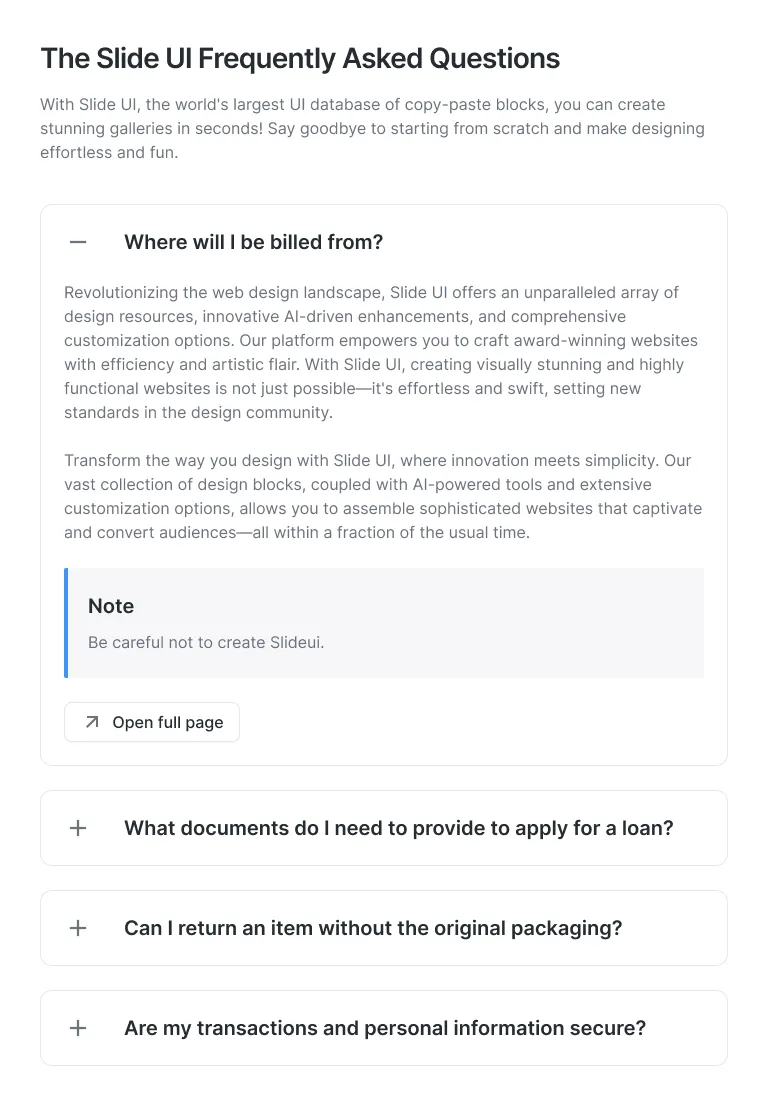 The Slide UI Frequently Asked Questions
With Slide UI, the world's largest UI database of copy-paste blocks, you can create
stunning galleries in seconds! Say goodbye to starting from scratch and make designing
effortless and fun.
Where will I be billed from?
Revolutionizing the web design landscape, Slide UI offers an unparalleled array of
design resources, innovative AI-driven enhancements, and comprehensive
customization options. Our platform empowers you to craft award-winning websites
with efficiency and artistic flair. With Slide UI, creating visually stunning and highly
functional websites is not just possible—it's effortless and swift, setting new
standards in the design community.
Transform the way you design with Slide UI, where innovation meets simplicity. Our
vast collection of design blocks, coupled with AI-powered tools and extensive
customization options, allows you to assemble sophisticated websites that captivate
and convert audiences—all within a fraction of the usual time.
Note
Be careful not to create Slideui.
Open full page
What documents do I need to provide to apply for a loan?
Can I return an item without the original packaging?
Are my transactions and personal information secure?